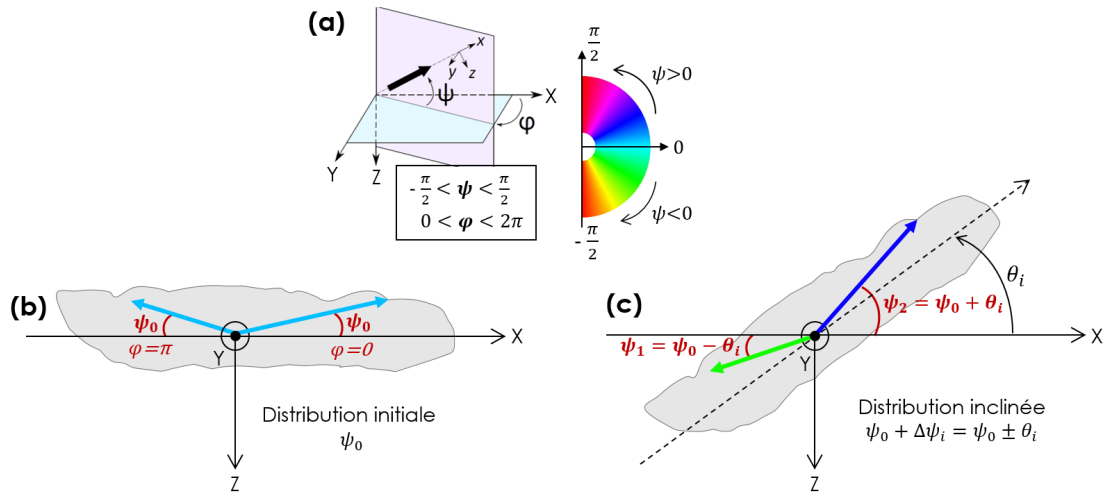 (a)
x
y
z
ψ
X
φ
Y
Z
- π/2 < ψ < π/2
0 < φ < 2π
π/2
ψ>0
0
ψ<0
- π/2
(b)
ψ₀
ψ₀
φ=π
φ=0
Y
X
Z
Distribution initiale
ψ₀
(c)
θᵢ
ψ₂ = ψ₀ + θᵢ
ψ₁ = ψ₀ - θᵢ
Y
X
Z
Distribution inclinée
ψ₀ + Δψᵢ = ψ₀ ± θᵢ